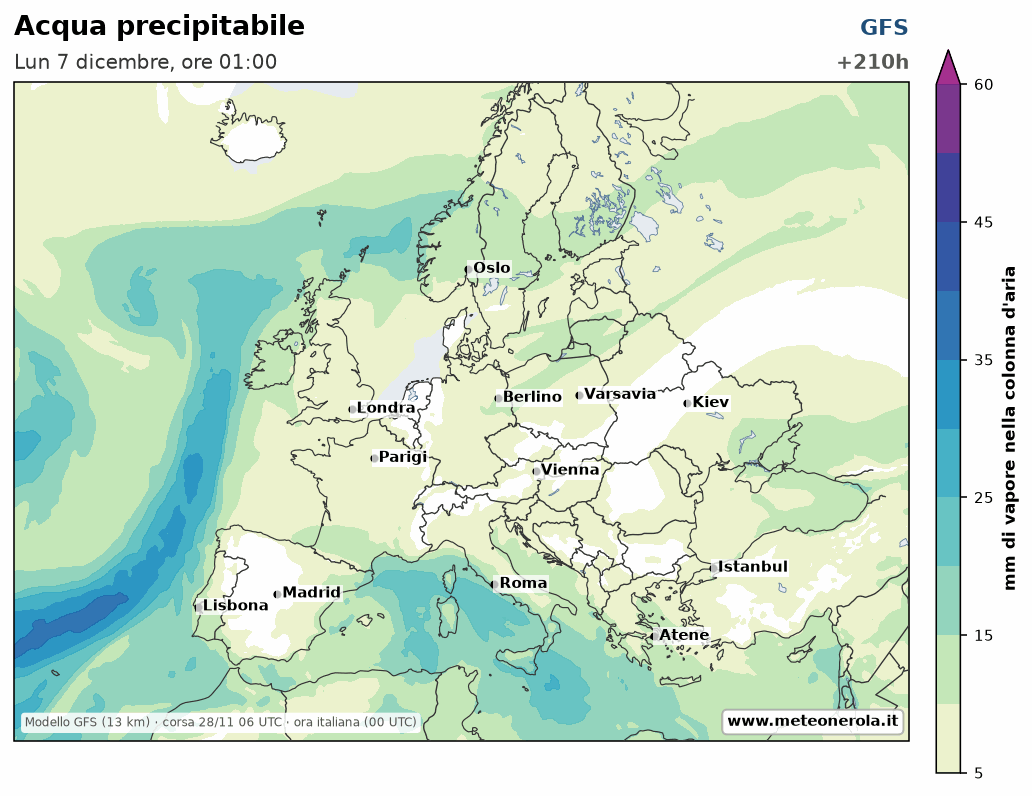 Acqua precipitabile
GFS
Lun 7 dicembre, ore 01:00
+210h
60
45
35
25
15
5
mm di vapore nella colonna d'aria
Oslo
Londra
Berlino
Varsavia
Kiev
Parigi
Vienna
Istanbul
Roma
Madrid
Lisbona
Atene
Modello GFS (13 km) · corsa 28/11 06 UTC · ora italiana (00 UTC)
www.meteonerola.it